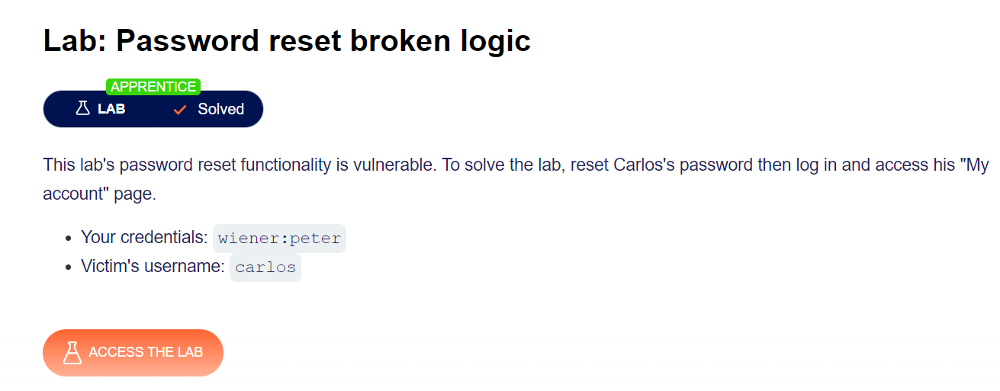 Lab: Password reset broken logic
APPRENTICE
LAB Solved
This lab's password reset functionality is vulnerable. To solve the lab, reset Carlos's password then log in and access his "My
account" page.
Your credentials: wiener:peter
Victim's username: carlos
ACCESS THE LAB